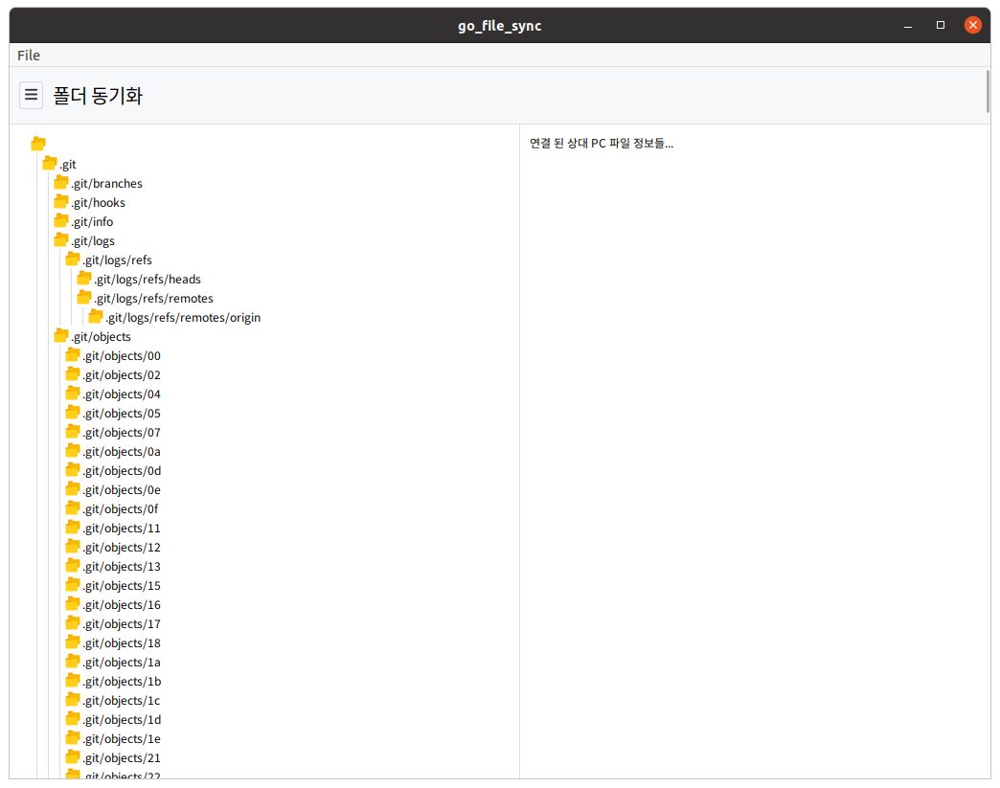 go_file_sync
File
폴더 동기화
.git
.git/branches
.git/hooks
.git/info
.git/logs
.git/logs/refs
.git/logs/refs/heads
.git/logs/refs/remotes
.git/logs/refs/remotes/origin
.git/objects
.git/objects/00
.git/objects/02
.git/objects/04
.git/objects/05
.git/objects/07
.git/objects/0a
.git/objects/0d
.git/objects/0e
.git/objects/0f
.git/objects/11
.git/objects/12
.git/objects/13
.git/objects/15
.git/objects/16
.git/objects/17
.git/objects/18
.git/objects/1a
.git/objects/1b
.git/objects/1c
.git/objects/1d
.git/objects/1e
.git/objects/21
.git/objects/22
연결 된 상대 PC 파일 정보들...